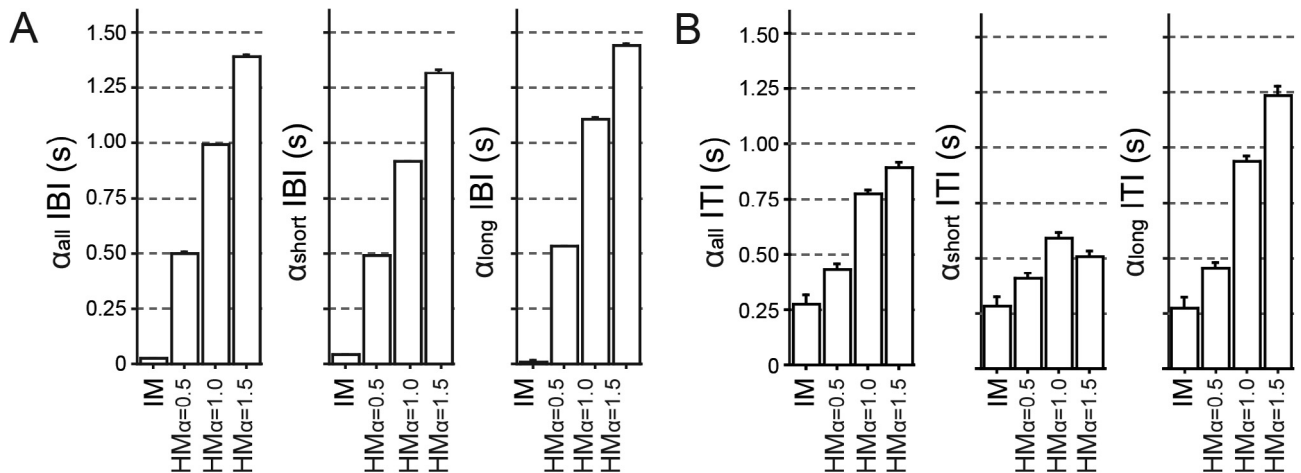 A
αall IBI (s)
1.50
1.25
1.00
0.75
0.50
0.25
0
IM
HMα=0.5
HMα=1.0
HMα=1.5
αshort IBI (s)
IM
HMα=0.5
HMα=1.0
HMα=1.5
αlong IBI (s)
IM
HMα=0.5
HMα=1.0
HMα=1.5
B
αall ITI (s)
1.50
1.25
1.00
0.75
0.50
0.25
0
IM
HMα=0.5
HMα=1.0
HMα=1.5
αshort ITI (s)
IM
HMα=0.5
HMα=1.0
HMα=1.5
αlong ITI (s)
IM
HMα=0.5
HMα=1.0
HMα=1.5